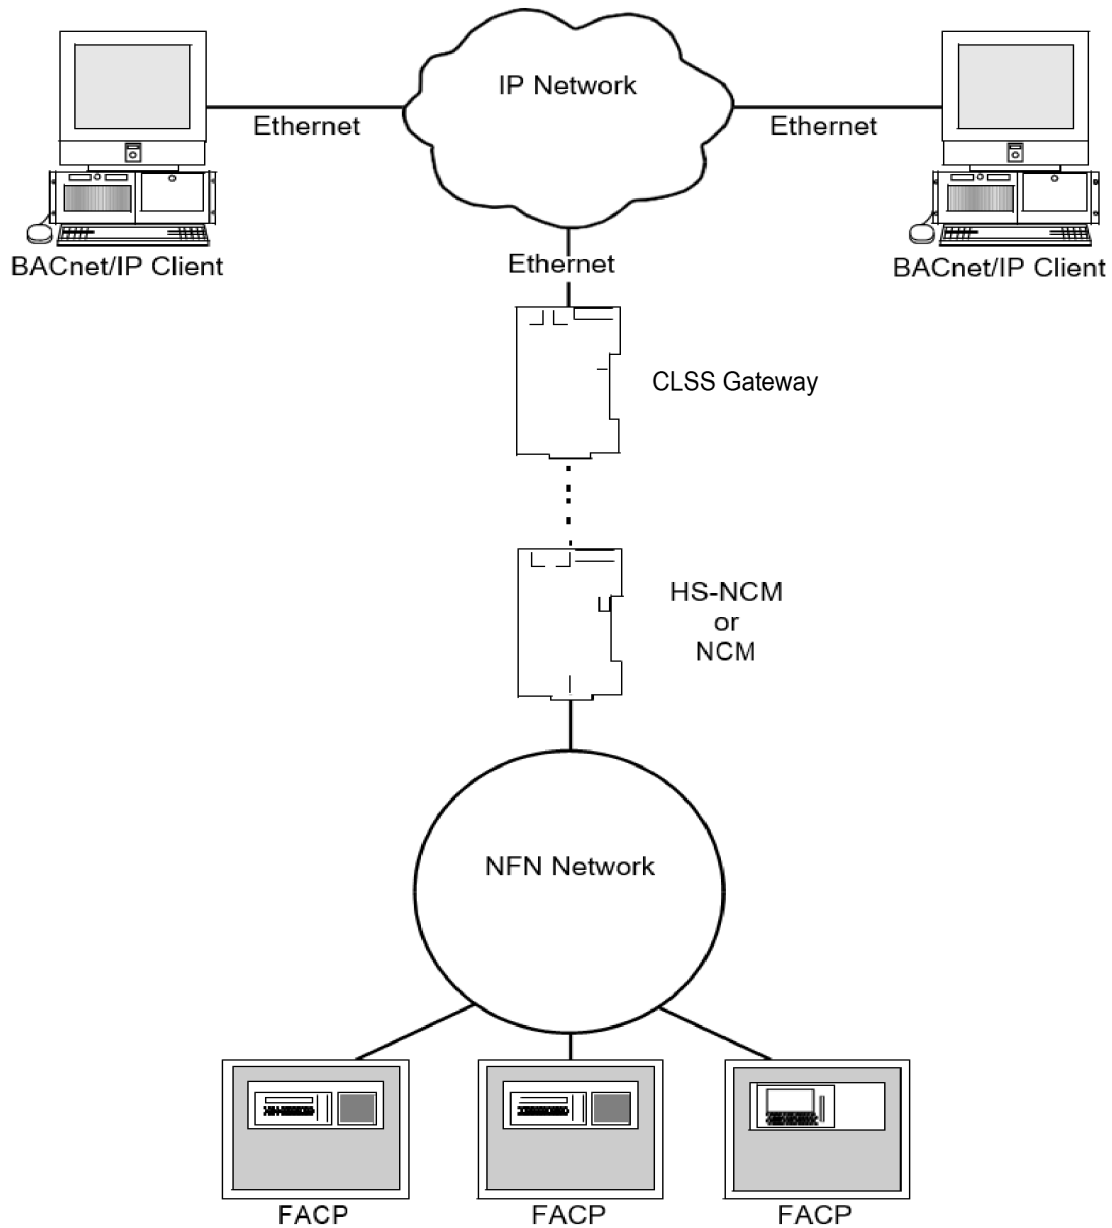 IP Network
Ethernet
Ethernet
BACnet/IP Client
Ethernet
BACnet/IP Client
CLSS Gateway
HS-NCM
or
NCM
NFN Network
FACP
FACP
FACP